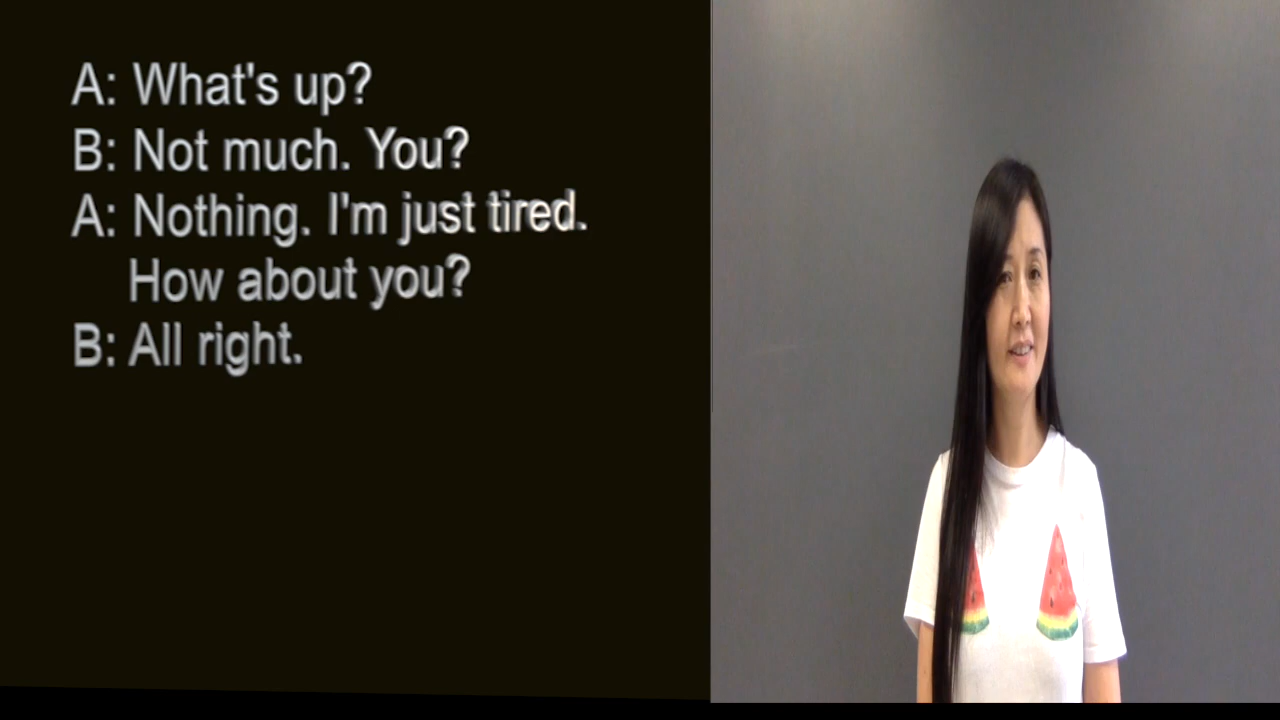 A: What's up?
B: Not much. You?
A: Nothing. I'm just tired.
How about you?
B: All right.